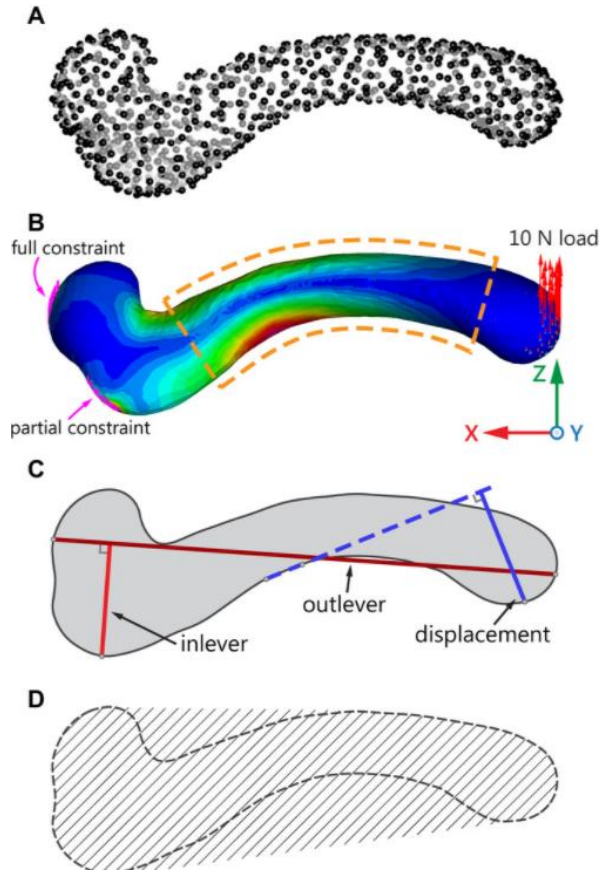 A
B
full constraint
10 N load
Z
X
Y
partial constraint
C
outlever
inlever
displacement
D